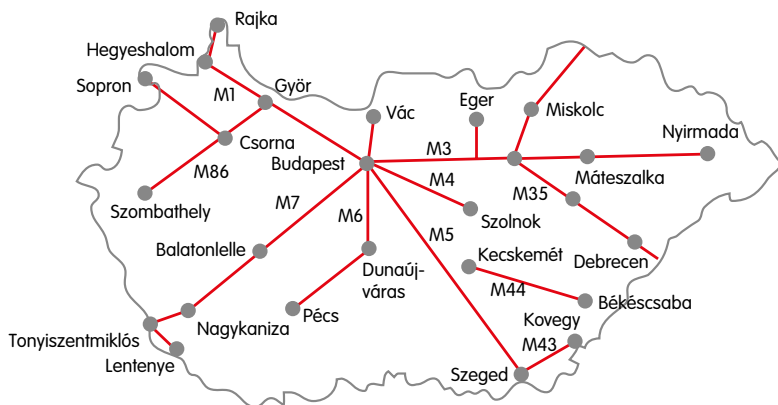 Rajka
Hegyeshalom
Sopron
M1
Györ
Vác
Eger
Miskolc
Nyirmada
Csorna
Budapest
M3
M86
M4
M35
Máteszalka
Szombathely
M7
M6
M5
Szolnok
Balatonlelle
Kecskemét
Dunaúj-
város
Debrecen
M44
Pécs
Békéscsaba
Nagykaniza
Kovegy
Tonyiszentmiklós
M43
Lentenye
Szeged